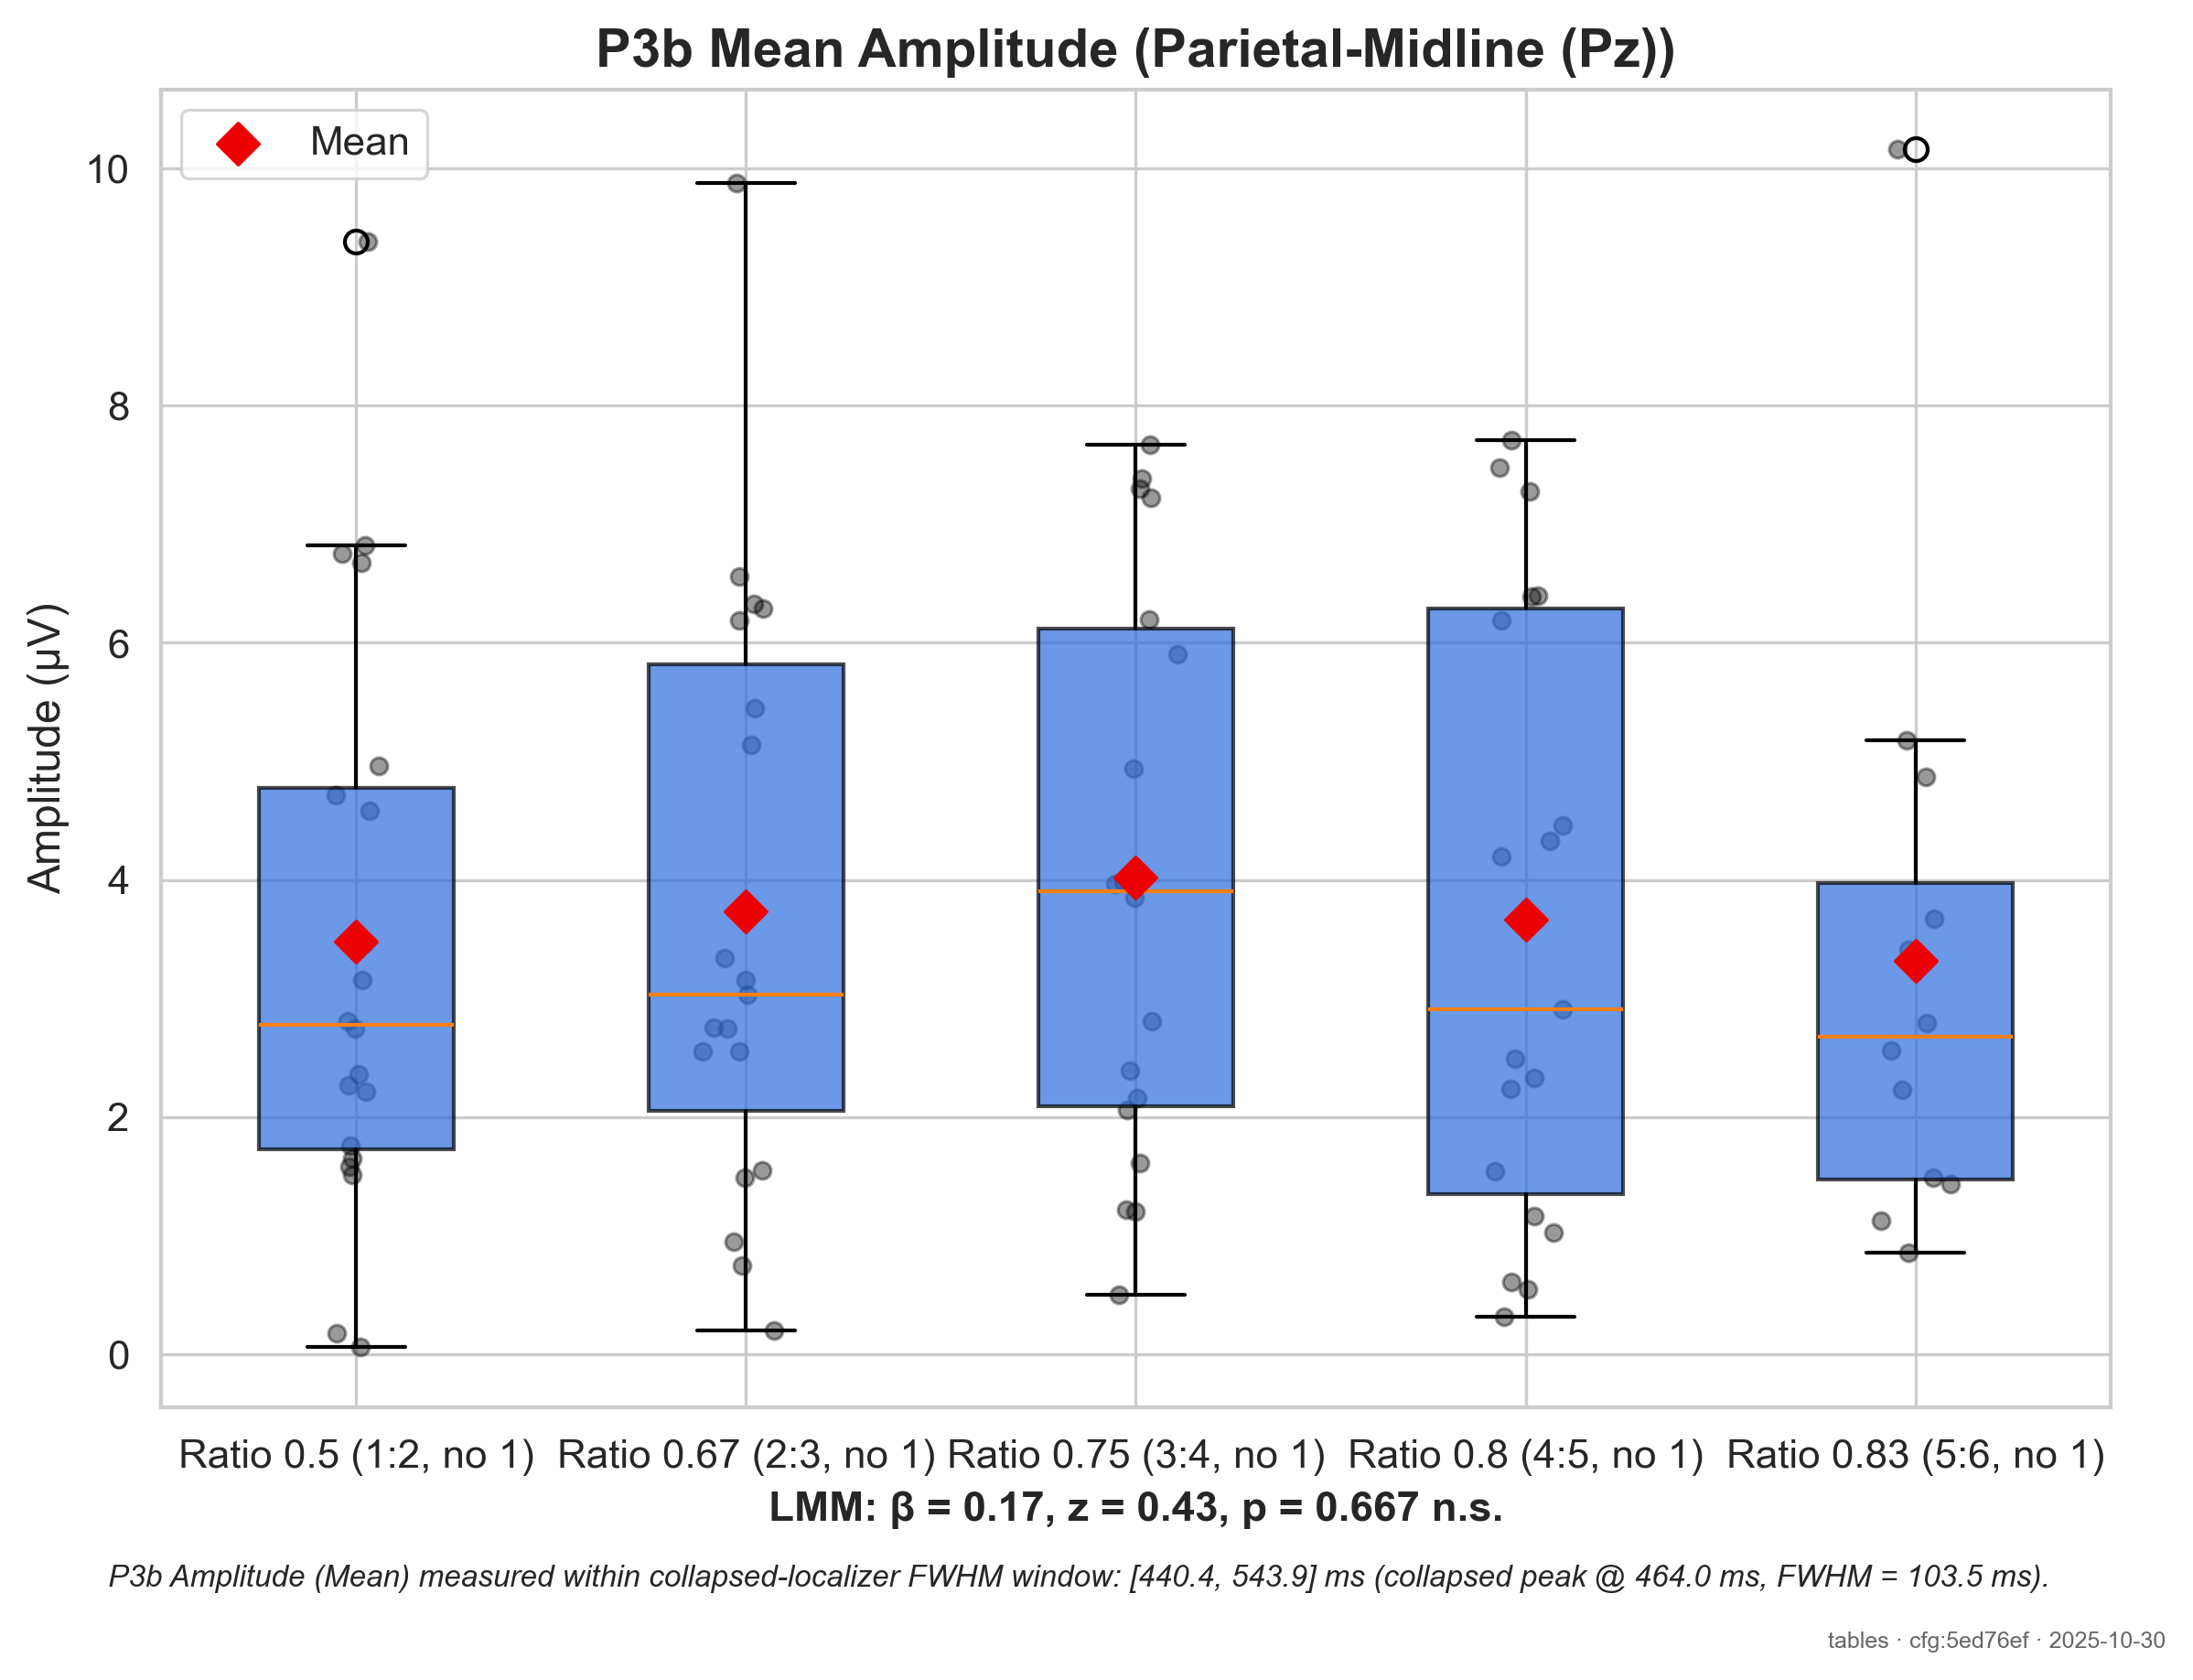 P3b Mean Amplitude (Parietal-Midline (Pz))
Mean
Amplitude (µV)
10
8
6
4
2
0
Ratio 0.5 (1:2, no 1) Ratio 0.67 (2:3, no 1) Ratio 0.75 (3:4, no 1) Ratio 0.8 (4:5, no 1) Ratio 0.83 (5:6, no 1)
LMM: β = 0.17, z = 0.43, p = 0.667 n.s.
P3b Amplitude (Mean) measured within collapsed-localizer FWHM window: [440.4, 543.9] ms (collapsed peak @ 464.0 ms, FWHM = 103.5 ms).
tables · cfg:5ed76ef · 2025-10-30